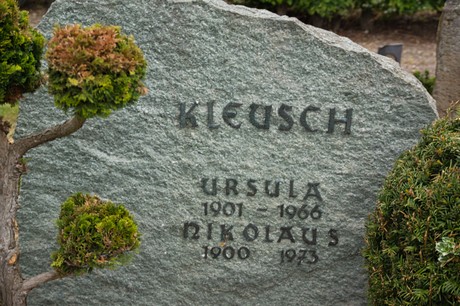 KLEUSCH
URSULA
1901 - 1966
NIKOLAUS
1900 1973